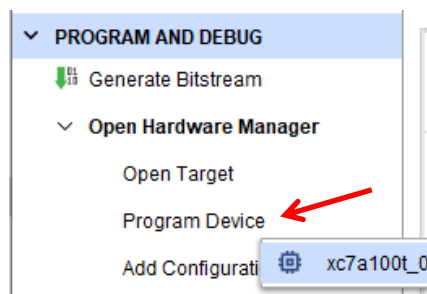 PROGRAM AND DEBUG
Generate Bitstream
Open Hardware Manager
Open Target
Program Device
Add Configurati
xc7a100t_0